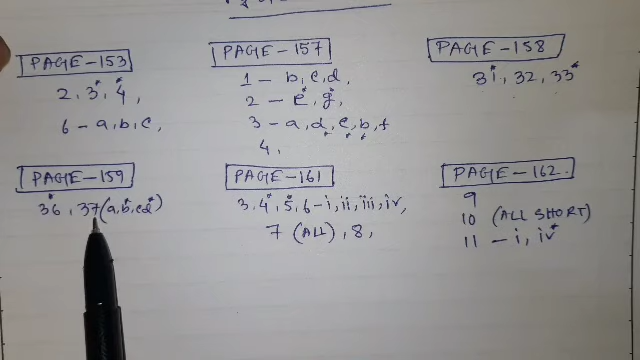 PAGE-153
2, 3*, 4*,
6 - a, b, c,
PAGE-157
1 - b, c, d,
2 - e*, g*,
3 - a, d*, c*, b*, f
4,
PAGE-158
31*, 32, 33*
PAGE-159
36*, 37 (a, b*, c d*)
PAGE-161
3, 4*, 5*, 6 - i, ii, iii, iv,
7 (ALL), 8,
PAGE-162.
9
10 (ALL SHORT)
11 - i, iv*